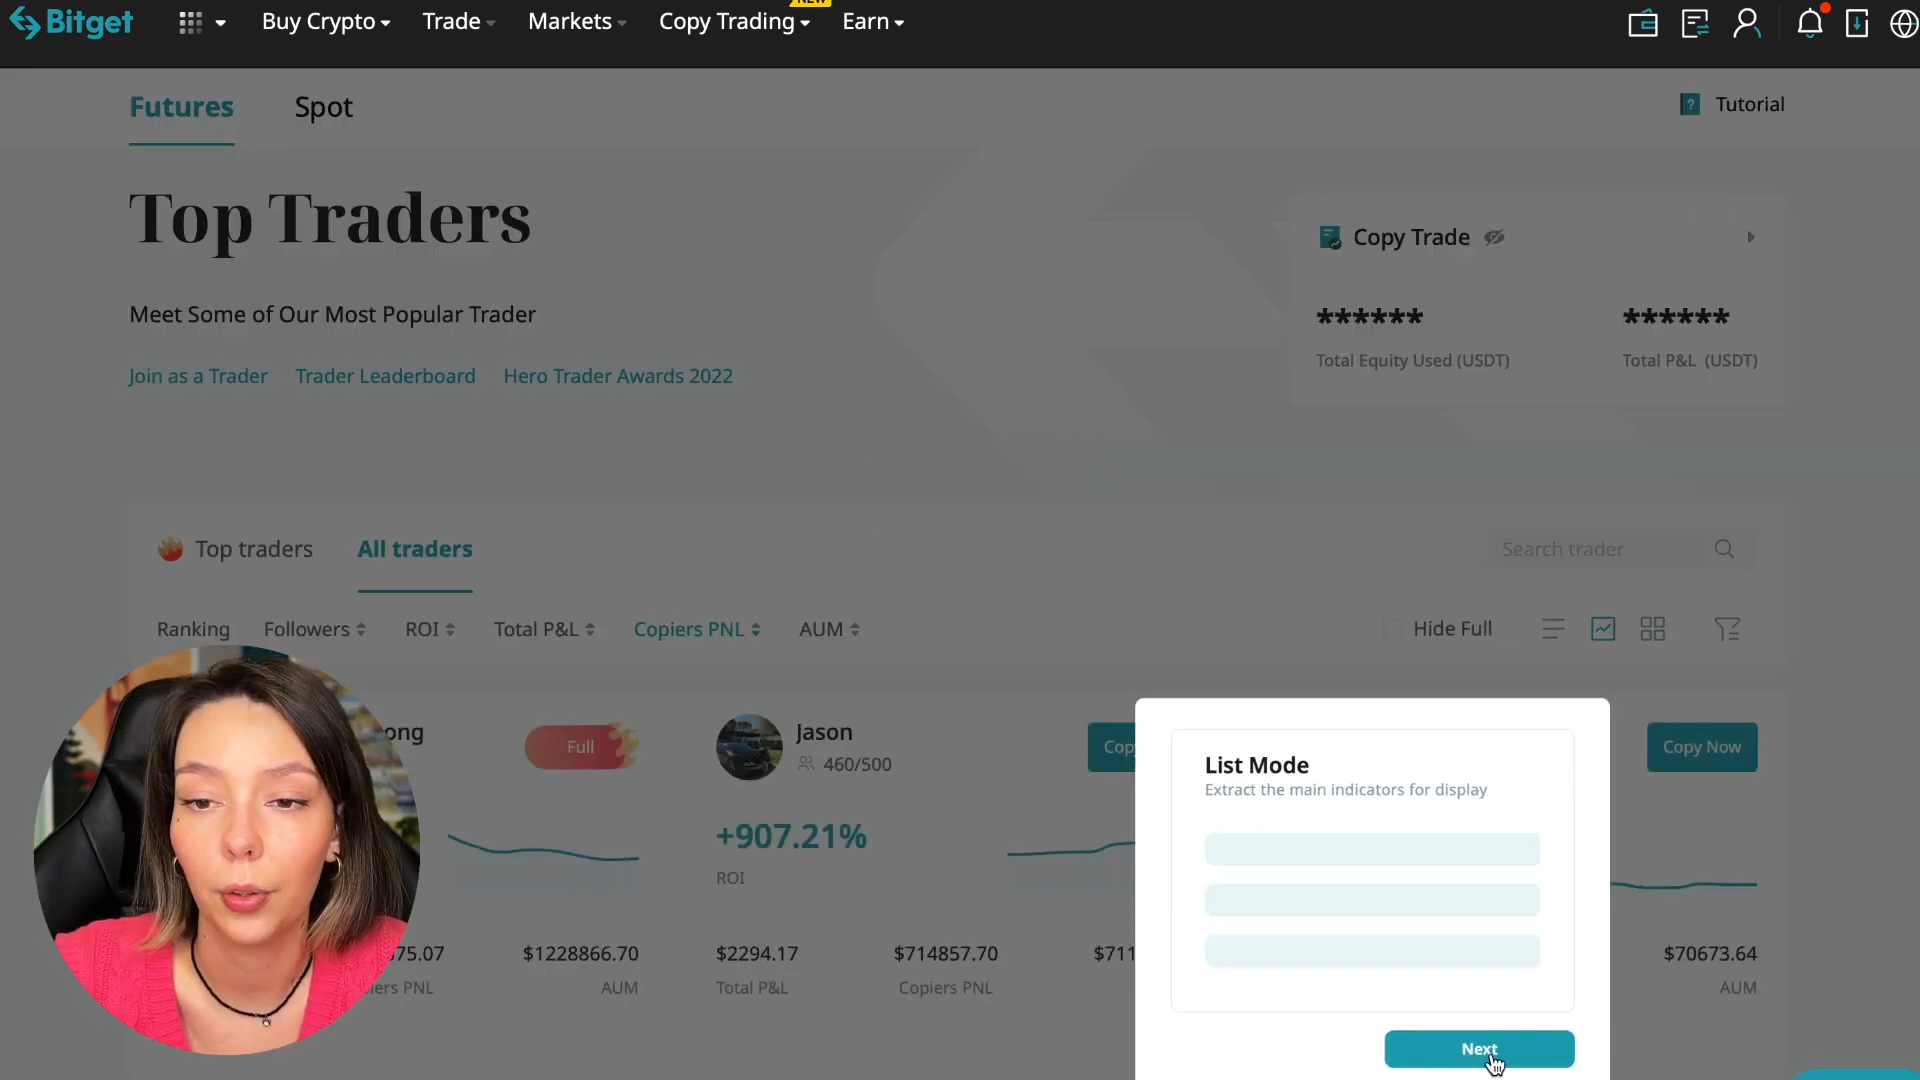 Bitget
Buy Crypto
Trade
Markets
Copy Trading
NEW
Earn
Futures
Spot
Tutorial
Top Traders
Meet Some of Our Most Popular Trader
Join as a Trader
Trader Leaderboard
Hero Trader Awards 2022
Copy Trade
******
******
Total Equity Used (USDT)
Total P&L (USDT)
Top traders
All traders
Search trader
Ranking
Followers
ROI
Total P&L
Copiers PNL
AUM
Hide Full
ong
Full
Jason
460/500
Cop
Copy Now
+907.21%
ROI
75.07
$1228866.70
$2294.17
$714857.70
$711
$70673.64
iers PNL
AUM
Total P&L
Copiers PNL
AUM
List Mode
Extract the main indicators for display
Next